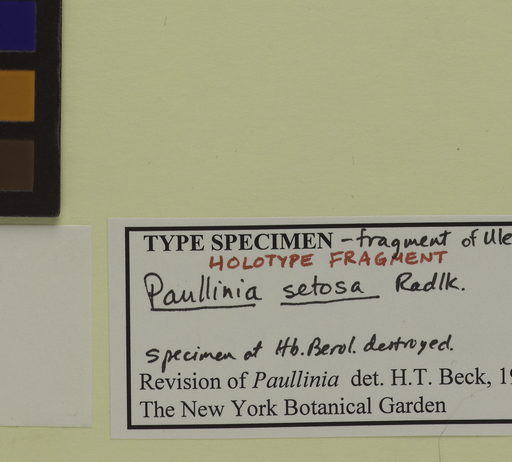 TYPE SPECIMEN - fragment of Ule
HOLOTYPE FRAGMENT
Paullinia setosa Radlk.
specimen at Hb. Berol. destroyed.
Revision of Paullinia det. H.T. Beck, 19
The New York Botanical Garden